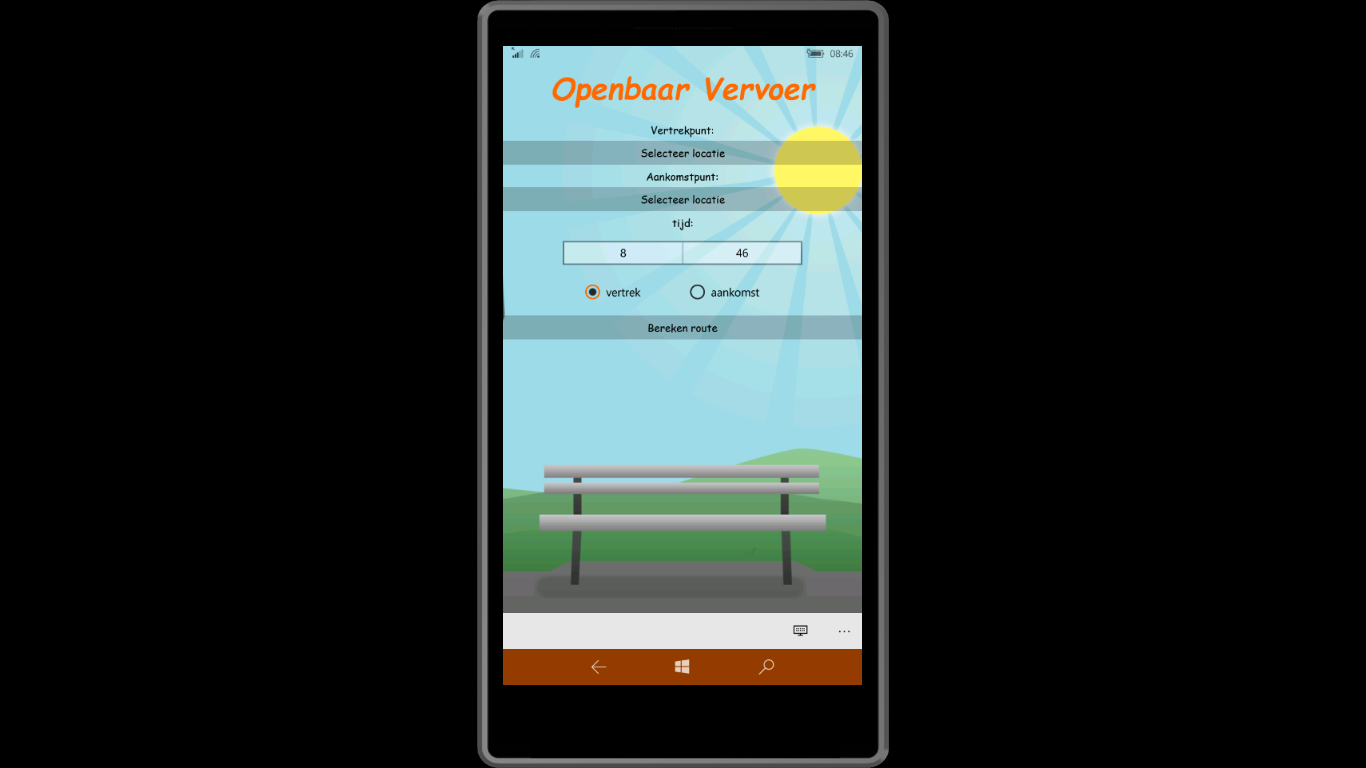 08:46
Openbaar Vervoer
Vertrekpunt:
Selecteer locatie
Aankomstpunt:
Selecteer locatie
tijd:
8 46
vertrek aankomst
Bereken route
...